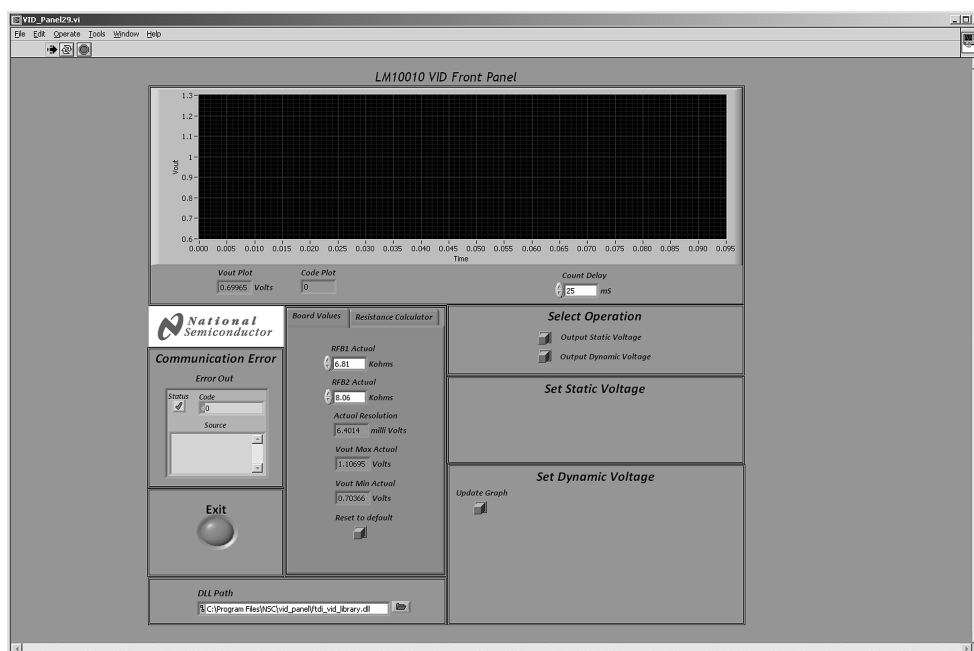 VID_Panel29.vi
File Edit Operate Tools Window Help
LM10010 VID Front Panel
1.3
1.2
1.1
1
0.9
0.8
0.7
0.6
Vout
0.000 0.005 0.010 0.015 0.020 0.025 0.030 0.035 0.040 0.045 0.050 0.055 0.060 0.065 0.070 0.075 0.080 0.085 0.090 0.095
Time
Vout Plot
0.69965 Volts
Code Plot
0
Count Delay
25 mS
National
Semiconductor
Communication Error
Error Out
Status Code
0
Source
Exit
Board Values
Resistance Calculator
RFB1 Actual
6.81 Kohms
RFB2 Actual
8.06 Kohms
Actual Resolution
6.4014 milli Volts
Vout Max Actual
1.10695 Volts
Vout Min Actual
0.70366 Volts
Reset to default
Select Operation
Output Static Voltage
Output Dynamic Voltage
Set Static Voltage
Set Dynamic Voltage
Update Graph
DLL Path
C:\Program Files\NSC\vid_panel\ftdi_vid_library.dll